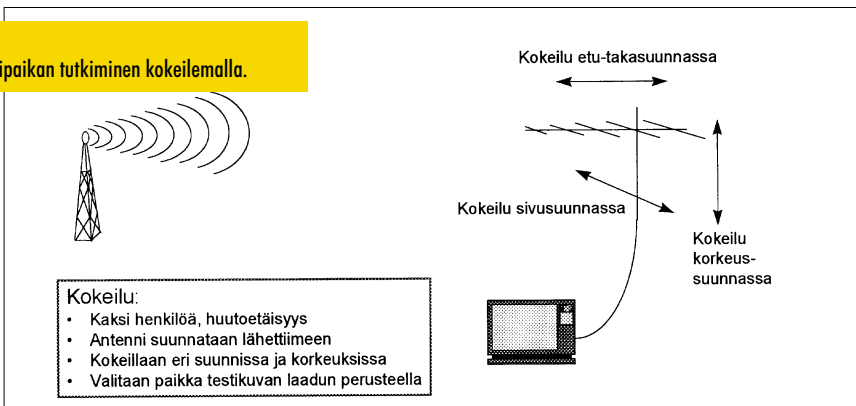 tutkiminen kokeilemalla.
Kokeilu etu-takasuunnassa
Kokeilu sivusuunnassa
Kokeilu
korkeus-
suunnassa
Kokeilu:
• Kaksi henkilöä, huutoetäisyys
• Antenni suunnataan lähettiimeen
• Kokeillaan eri suunnissa ja korkeuksissa
• Valitaan paikka testikuvan laadun perusteella